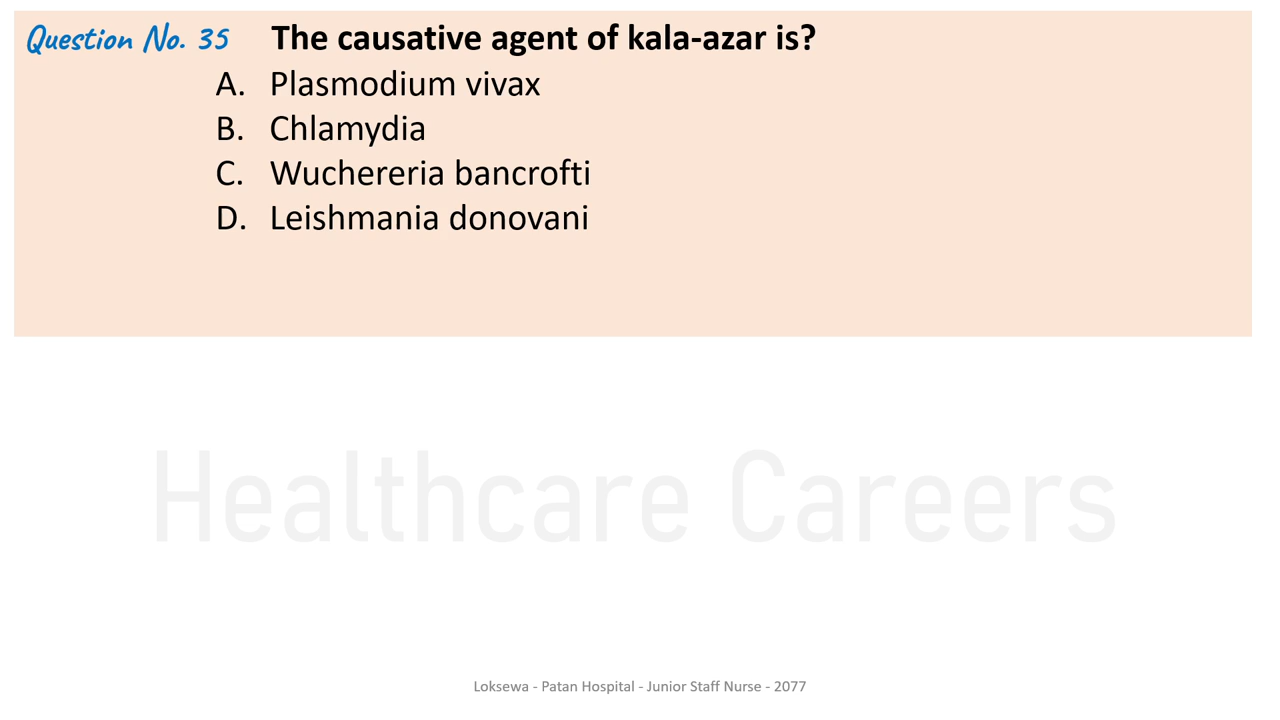 Question No. 35 The causative agent of kala-azar is?
A. Plasmodium vivax
B. Chlamydia
C. Wuchereria bancrofti
D. Leishmania donovani
Healthcare Careers
Loksewa - Patan Hospital - Junior Staff Nurse - 2077